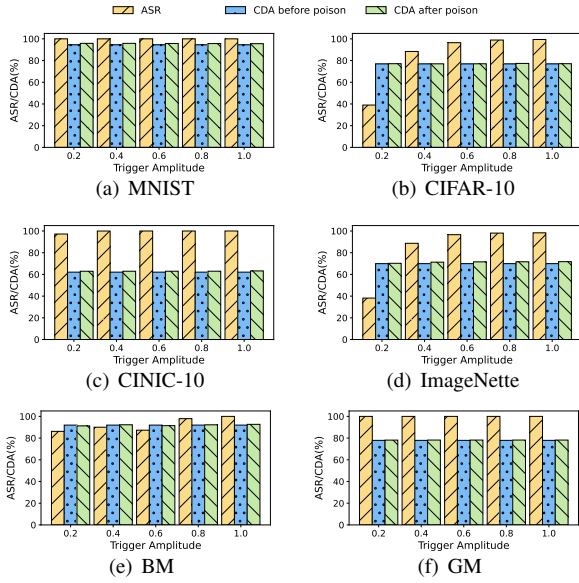 ASR CDA before poison CDA after poison
ASR/CDA(%)
100
80
60
40
20
0
0.2 0.4 0.6 0.8 1.0
Trigger Amplitude
(a) MNIST
ASR/CDA(%)
100
80
60
40
20
0
0.2 0.4 0.6 0.8 1.0
Trigger Amplitude
(b) CIFAR-10
ASR/CDA(%)
100
80
60
40
20
0
0.2 0.4 0.6 0.8 1.0
Trigger Amplitude
(c) CINIC-10
ASR/CDA(%)
100
80
60
40
20
0
0.2 0.4 0.6 0.8 1.0
Trigger Amplitude
(d) ImageNette
ASR/CDA(%)
100
80
60
40
20
0
0.2 0.4 0.6 0.8 1.0
Trigger Amplitude
(e) BM
ASR/CDA(%)
100
80
60
40
20
0
0.2 0.4 0.6 0.8 1.0
Trigger Amplitude
(f) GM